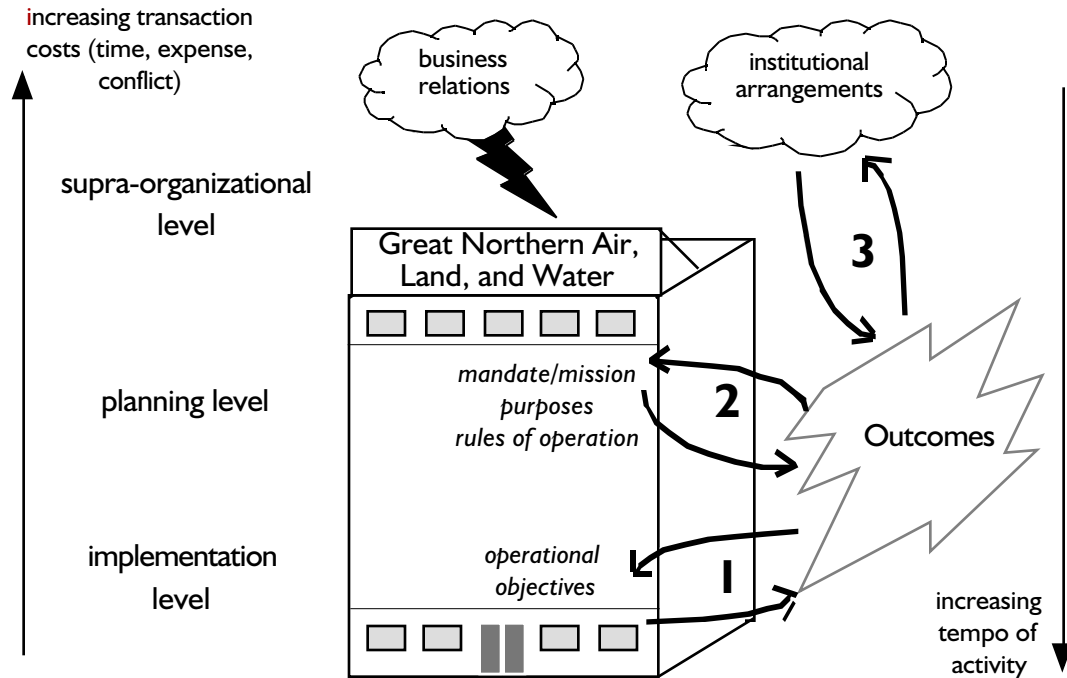 increasing transaction
costs (time, expense,
conflict)
business
relations
institutional
arrangements
supra-organizational
level
Great Northern Air,
Land, and Water
3
mandate/mission
purposes
rules of operation
2
planning level
Outcomes
implementation
level
operational
objectives
1
increasing
tempo of
activity